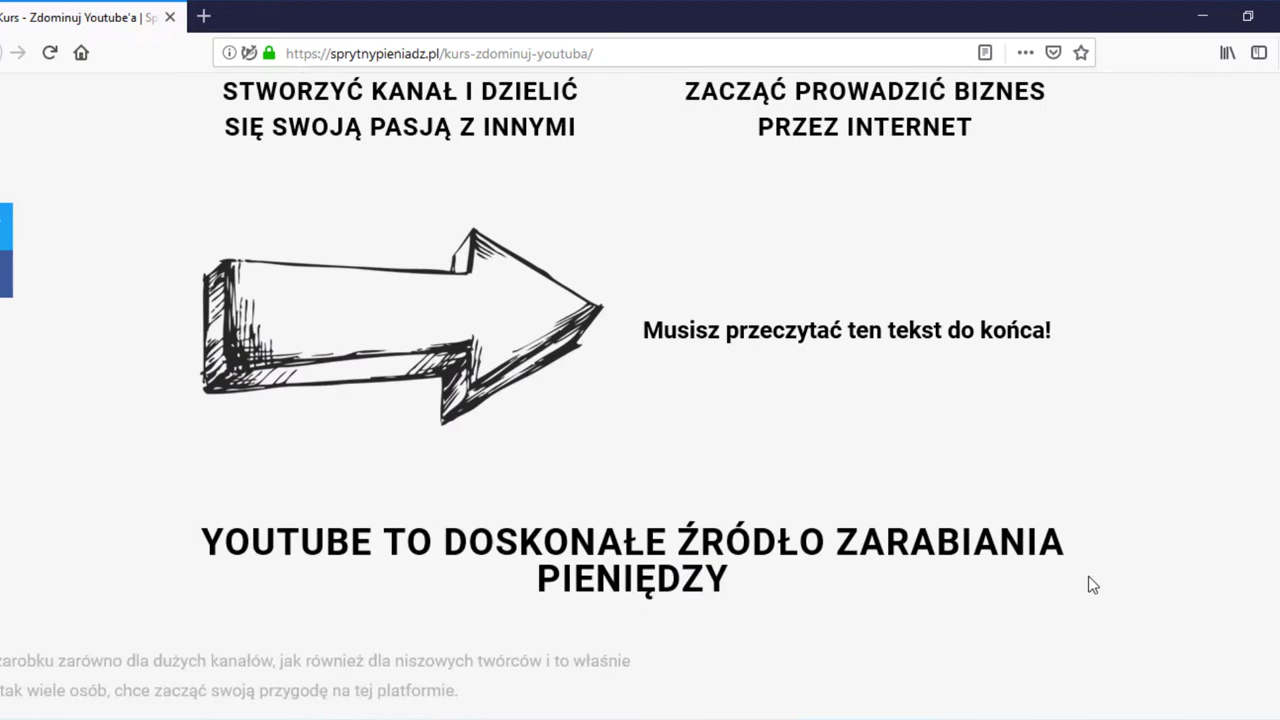 Kurs - Zdominuj Youtube'a | Sp
https://sprytnypieniadz.pl/kurs-zdominuj-youtuba/
STWORZYĆ KANAŁ I DZIELIĆ
SIĘ SWOJĄ PASJĄ Z INNYMI
ZACZĄĆ PROWADZIĆ BIZNES
PRZEZ INTERNET
Musisz przeczytać ten tekst do końca!
YOUTUBE TO DOSKONAŁE ŹRÓDŁO ZARABIANIA
PIENIĘDZY
zarobku zarówno dla dużych kanałów, jak również dla niszowych twórców i to właśnie
tak wiele osób, chce zacząć swoją przygodę na tej platformie.